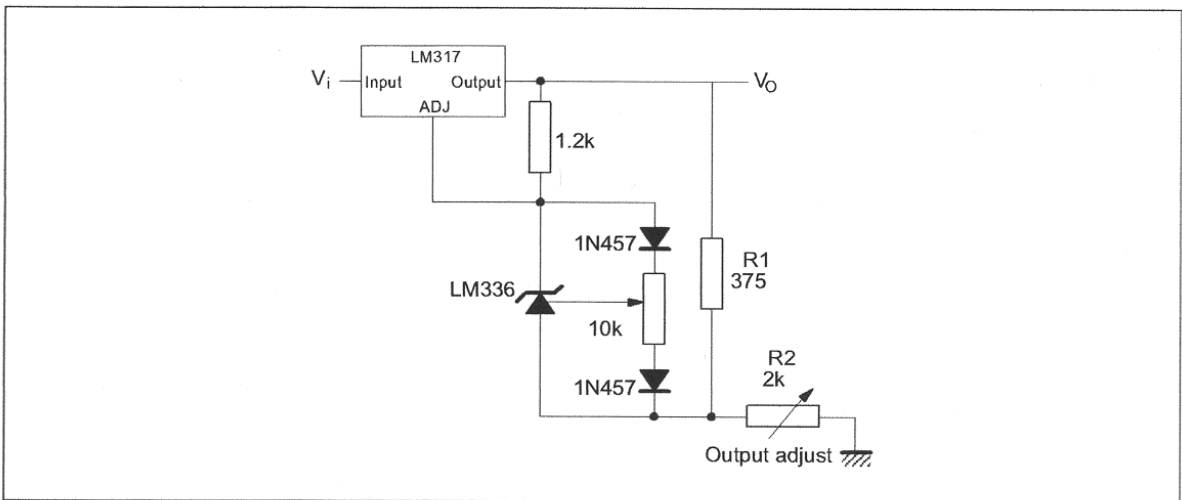 LM317
Vi
Input
Output
VO
ADJ
1.2k
1N457
R1
375
LM336
10k
R2
2k
1N457
Output adjust